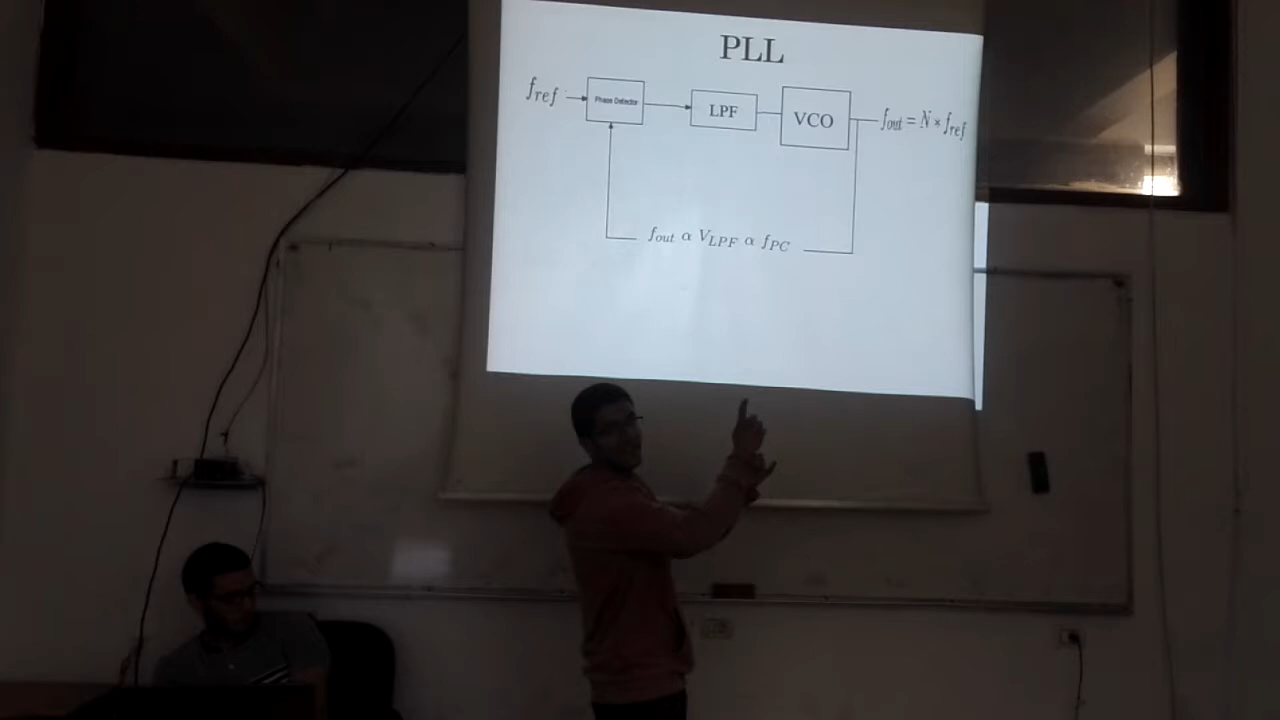 PLL
f_ref
Phase Detector
LPF
VCO
f_out = N * f_ref
f_out α V_LPF α f_PC